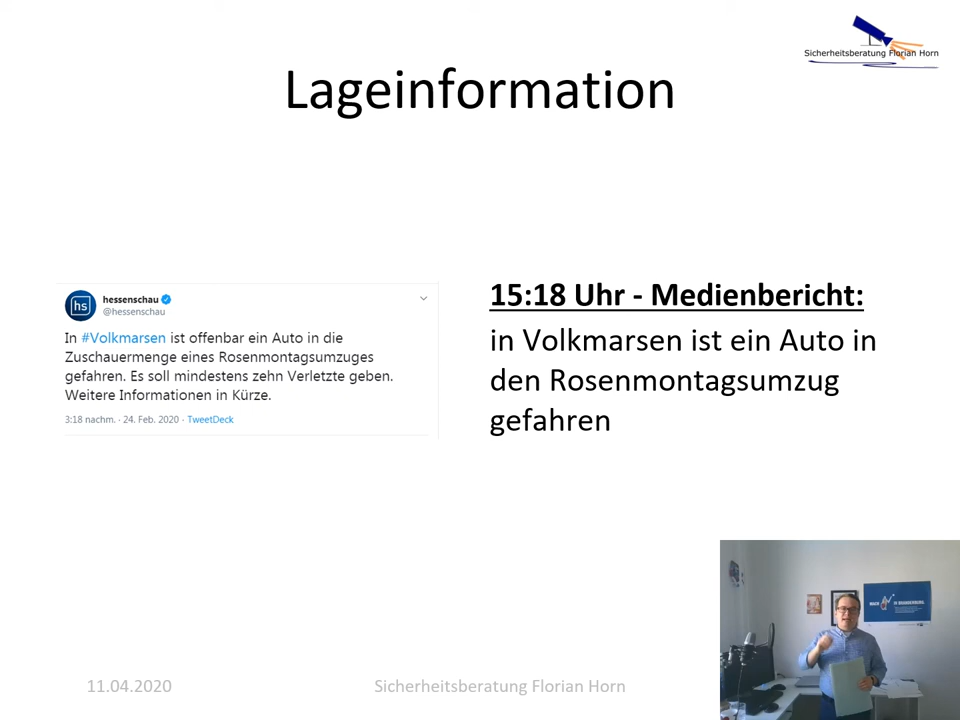 Sicherheitsberatung Florian Horn
Lageinformation
hs
hessenschau
@hessenschau
In #Volkmarsen ist offenbar ein Auto in die
Zuschauermenge eines Rosenmontagsumzuges
gefahren. Es soll mindestens zehn Verletzte geben.
Weitere Informationen in Kürze.
3:18 nachm. · 24. Feb. 2020 · TweetDeck
15:18 Uhr - Medienbericht:
in Volkmarsen ist ein Auto in
den Rosenmontagsumzug
gefahren
11.04.2020
Sicherheitsberatung Florian Horn